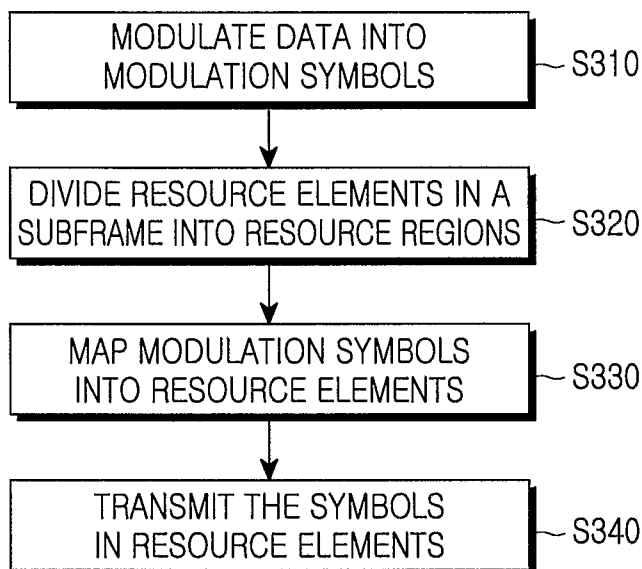 MODULATE DATA INTO
MODULATION SYMBOLS
S310
DIVIDE RESOURCE ELEMENTS IN A
SUBFRAME INTO RESOURCE REGIONS
S320
MAP MODULATION SYMBOLS
INTO RESOURCE ELEMENTS
S330
TRANSMIT THE SYMBOLS
IN RESOURCE ELEMENTS
S340